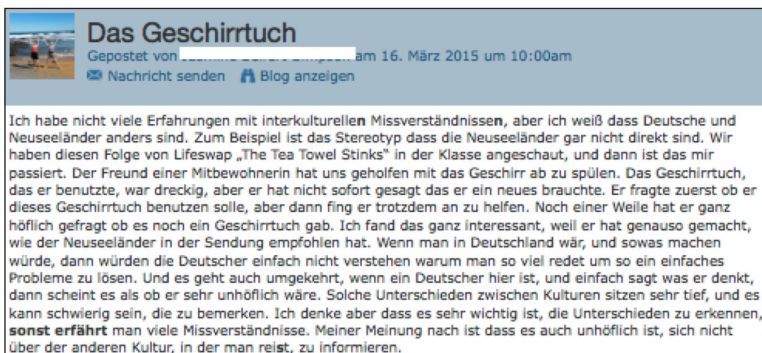 Das Geschirrtuch
Gepostet von am 16. März 2015 um 10:00am
Nachricht senden Blog anzeigen
Ich habe nicht viele Erfahrungen mit interkulturellen Missverständnissen, aber ich weiß dass Deutsche und
Neuseeländer anders sind. Zum Beispiel ist das Stereotyp dass die Neuseeländer gar nicht direkt sind. Wir
haben diesen Folge von Lifeswap „The Tea Towel Stinks“ in der Klasse angeschaut, und dann ist das mir
passiert. Der Freund einer Mitbewohnerin hat uns geholfen mit das Geschirr ab zu spülen. Das Geschirrtuch,
das er benutzte, war dreckig, aber er hat nicht sofort gesagt das er ein neues brauchte. Er fragte zuerst ob er
dieses Geschirrtuch benutzen solle, aber dann fing er trotzdem an zu helfen. Noch einer Weile hat er ganz
höflich gefragt ob es noch ein Geschirrtuch gab. Ich fand das ganz interessant, weil er hat genauso gemacht,
wie der Neuseeländer in der Sendung empfohlen hat. Wenn man in Deutschland wär, und sowas machen
würde, dann würden die Deutscher einfach nicht verstehen warum man so viel redet um so ein einfaches
Probleme zu lösen. Und es geht auch umgekehrt, wenn ein Deutscher hier ist, und einfach sagt was er denkt,
dann scheint es als ob er sehr unhöflich wäre. Solche Unterschieden zwischen Kulturen sitzen sehr tief, und es
kann schwierig sein, die zu bemerken. Ich denke aber dass es sehr wichtig ist, die Unterschieden zu erkennen,
sonst erfährt man viele Missverständnisse. Meiner Meinung nach ist dass es auch unhöflich ist, sich nicht
über der anderen Kultur, in der man reist, zu informieren.